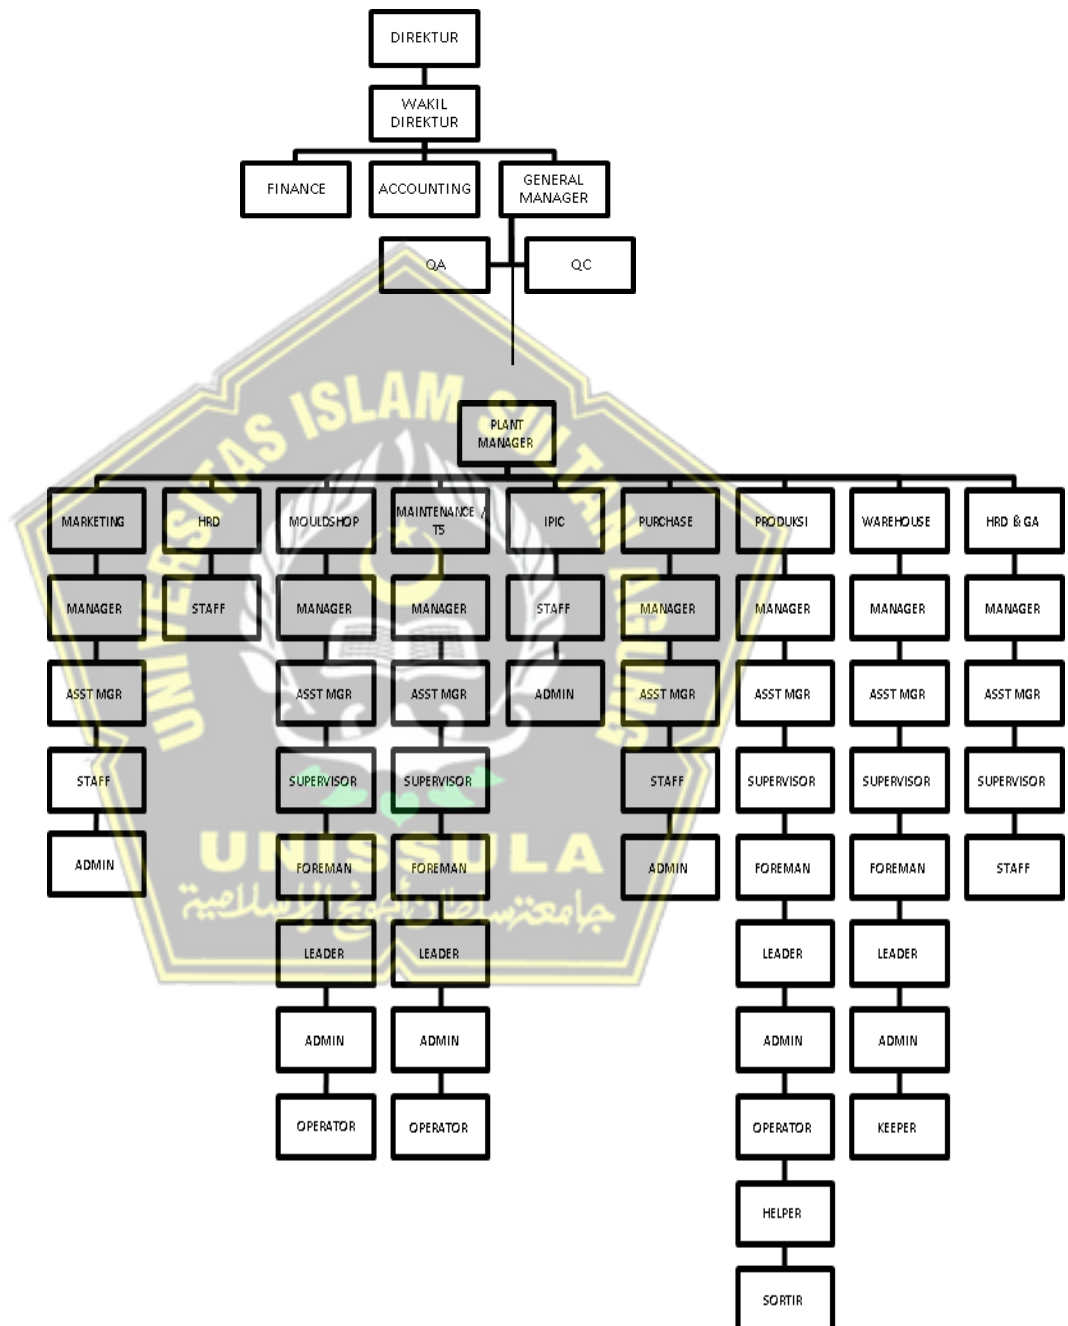 DIREKTUR
WAKIL
DIREKTUR
FINANCE
ACCOUNTING
GENERAL
MANAGER
QA
QC
PLANT
MANAGER
MARKETING
HRD
MOULDSHOP
MAINTENANCE /
TS
IPIC
PURCHASE
PRODUKSI
WAREHOUSE
HRD & GA
MANAGER
STAFF
MANAGER
MANAGER
STAFF
MANAGER
MANAGER
MANAGER
MANAGER
ASST MGR
ASST MGR
ASST MGR
ADMIN
ASST MGR
ASST MGR
ASST MGR
ASST MGR
STAFF
SUPERVISOR
SUPERVISOR
STAFF
SUPERVISOR
SUPERVISOR
SUPERVISOR
ADMIN
FOREMAN
FOREMAN
ADMIN
FOREMAN
FOREMAN
STAFF
LEADER
LEADER
LEADER
LEADER
ADMIN
ADMIN
ADMIN
ADMIN
OPERATOR
OPERATOR
OPERATOR
KEEPER
HELPER
SORTIR
UNIVERSITAS ISLAM SULTAN AGUNG
UNISSULA
جامعة سلطان أجونج الإسلامية